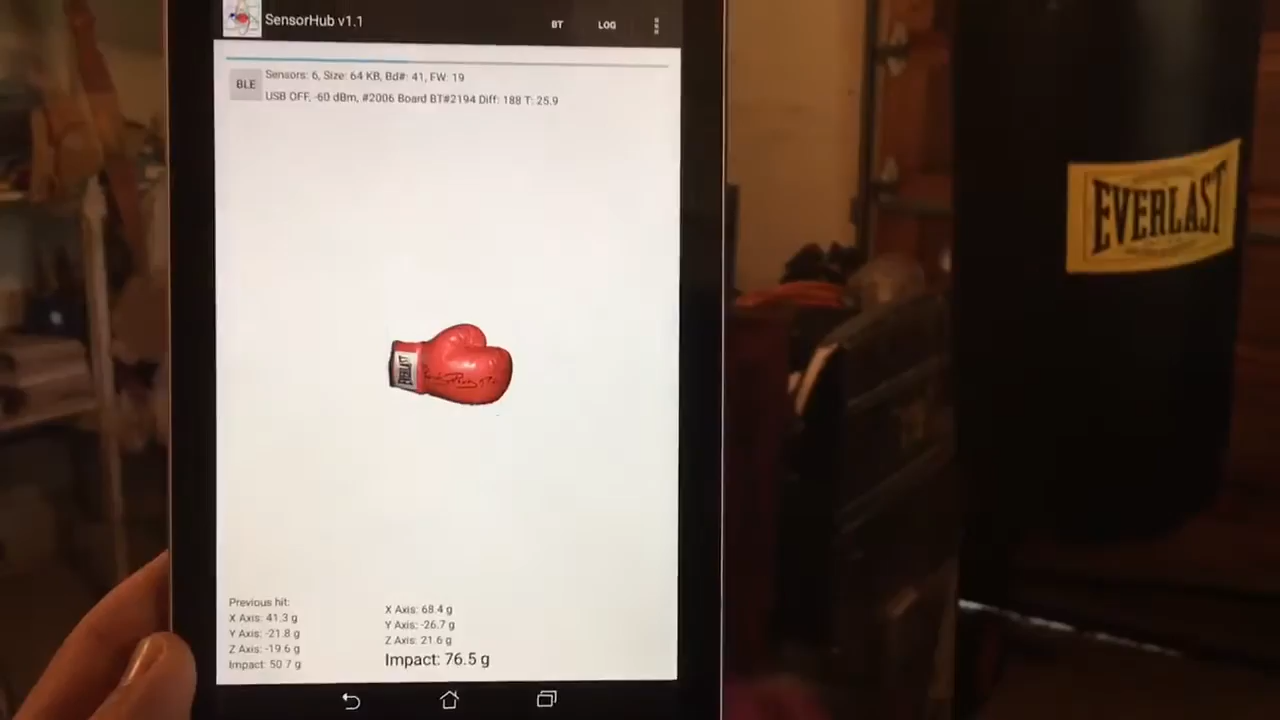 SensorHub v1.1
BT
LOG
BLE
Sensors: 6, Size: 64 KB, Bd#: 41, FW: 19
USB OFF, -60 dBm, #2006 Board BT#2194 Diff: 188 T: 25.9
EVERLAST
EVERLAST
Previous hit:
X Axis: 41.3 g
Y Axis: -21.8 g
Z Axis: -19.6 g
Impact: 50.7 g
X Axis: 68.4 g
Y Axis: -26.7 g
Z Axis: 21.6 g
Impact: 76.5 g